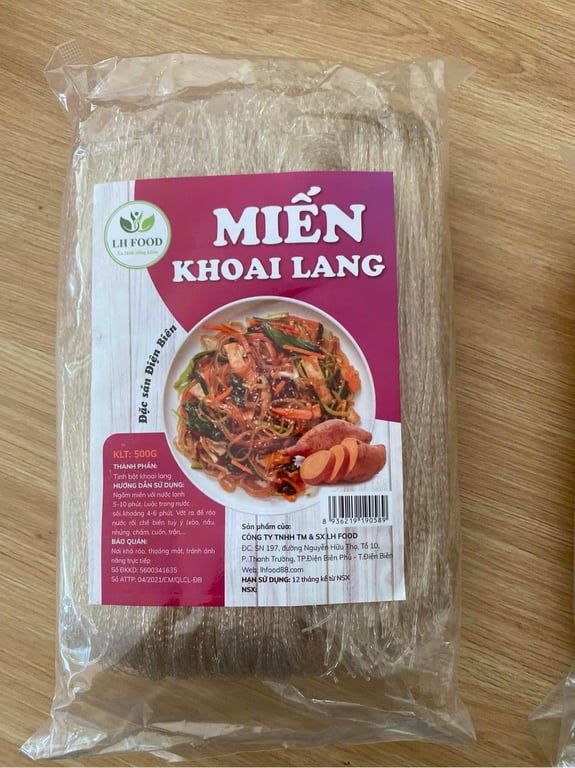 MIẾN
KHOAI LANG
LH FOOD
Ăn lành sống khỏe
Đặc sản Điện Biên
KLT: 500G
THÀNH PHẦN:
Tinh bột khoai lang
HƯỚNG DẪN SỬ DỤNG:
Ngâm miến với nước lạnh
5-10 phút. Luộc trong nước
sôi khoảng 4-6 phút. Vớt ra để ráo
nước rồi chế biến tuỳ ý (xào, nấu,
nhúng, chấm, cuốn, trộn,...
BẢO QUẢN:
Nơi khô ráo, thoáng mát, tránh ánh
nắng trực tiếp
Số ĐKKD: 5600341635
Số ATTP: 04/2021/CM/QLCL-ĐB
8 936219 190589
Sản phẩm của:
CÔNG TY TNHH TM & SX LH FOOD
ĐC: SN 197, đường Nguyễn Hữu Thọ, Tổ 10,
P. Thanh Trường, TP.Điện Biên Phủ - T.Điện Biên
Web: lhfood88.com
HẠN SỬ DỤNG: 12 tháng kể từ NSX
NSX: